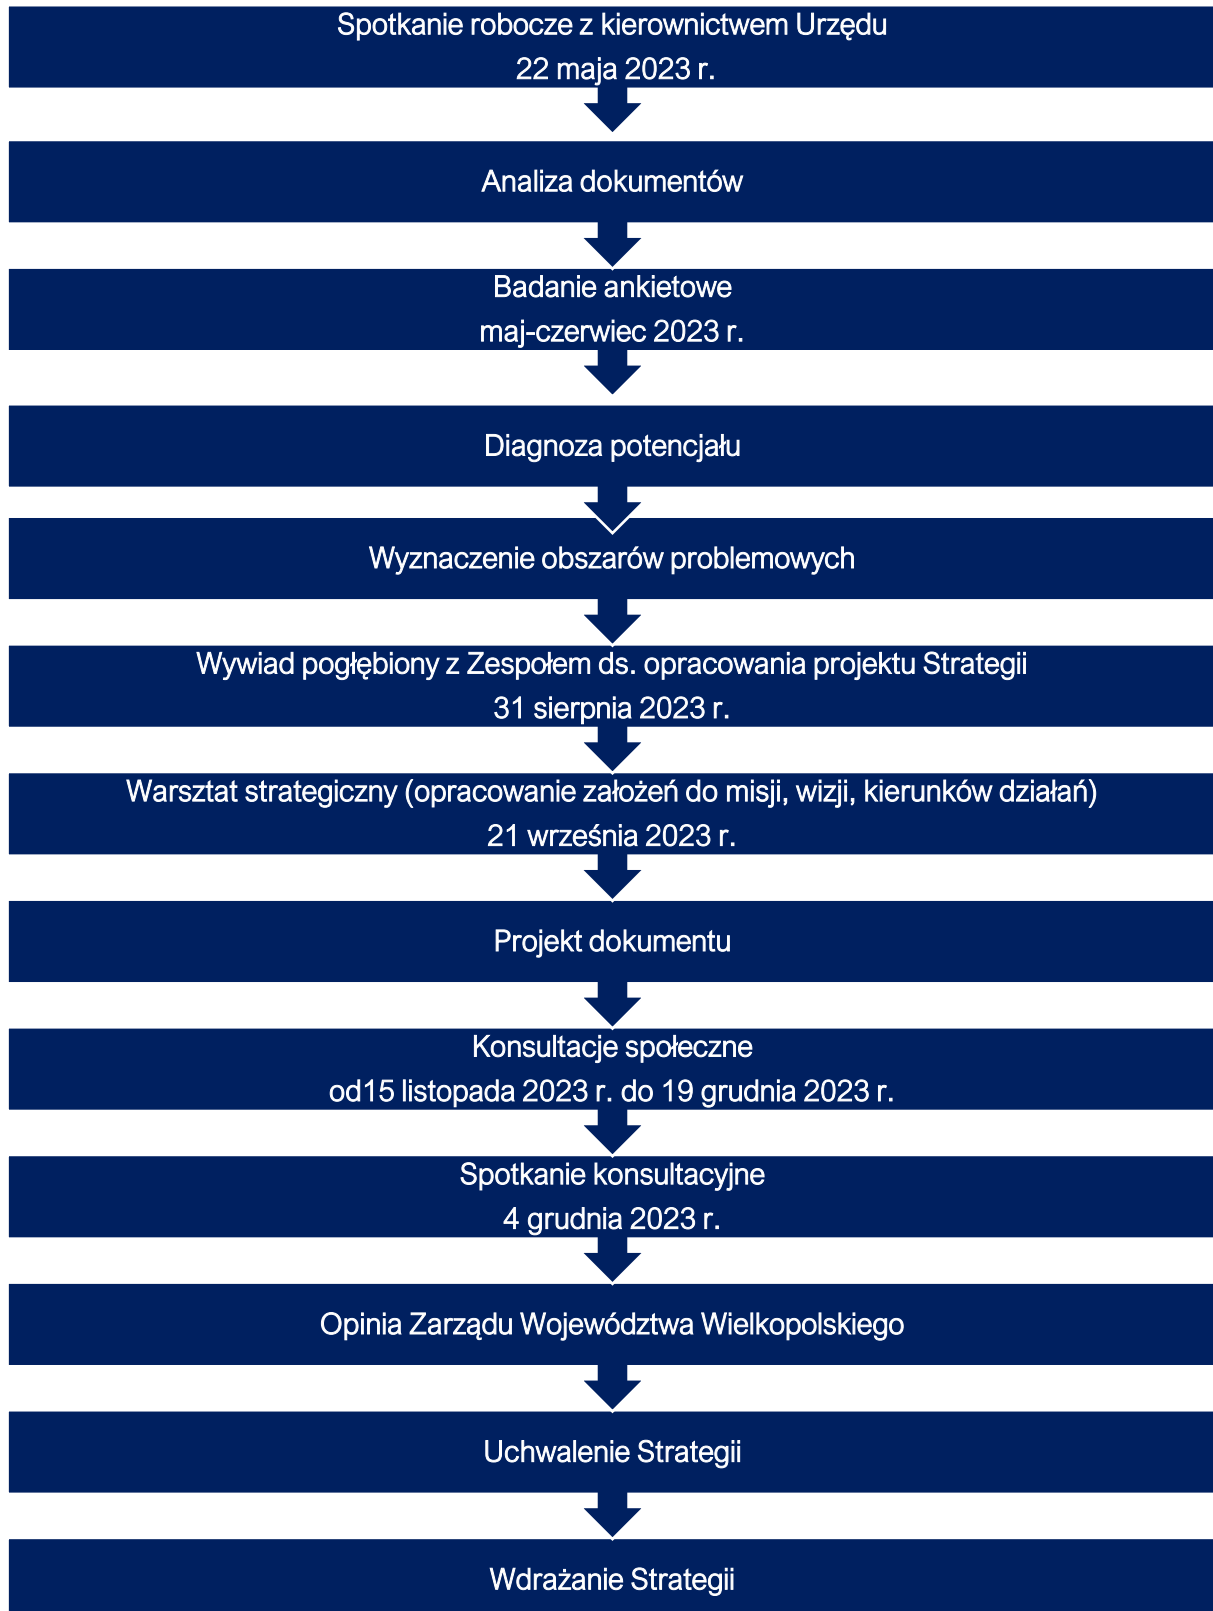 Spotkanie robocze z kierownictwem Urzędu
22 maja 2023 r.
Analiza dokumentów
Badanie ankietowe
maj-czerwiec 2023 r.
Diagnoza potencjału
Wyznaczenie obszarów problemowych
Wywiad pogłębiony z Zespołem ds. opracowania projektu Strategii
31 sierpnia 2023 r.
Warsztat strategiczny (opracowanie założeń do misji, wizji, kierunków działań)
21 września 2023 r.
Projekt dokumentu
Konsultacje społeczne
od15 listopada 2023 r. do 19 grudnia 2023 r.
Spotkanie konsultacyjne
4 grudnia 2023 r.
Opinia Zarządu Województwa Wielkopolskiego
Uchwalenie Strategii
Wdrażanie Strategii